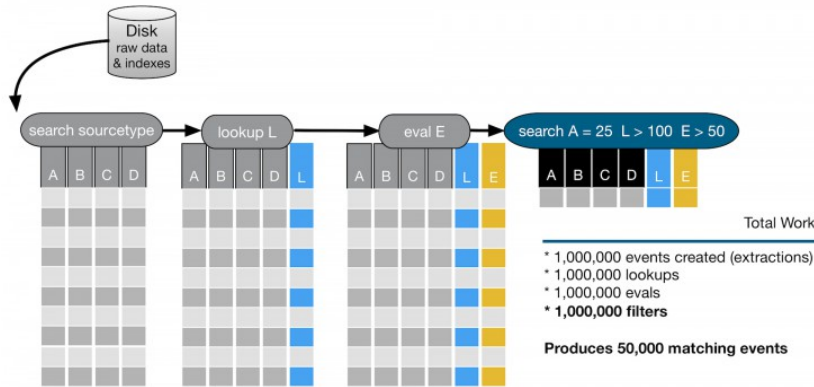 Disk
raw data
& indexes
search sourcetype
lookup L
eval E
search A = 25 L > 100 E > 50
A B C D
A B C D L
A B C D L E
A B C D L E
Total Work
* 1,000,000 events created (extractions)
* 1,000,000 lookups
* 1,000,000 evals
* 1,000,000 filters
Produces 50,000 matching events